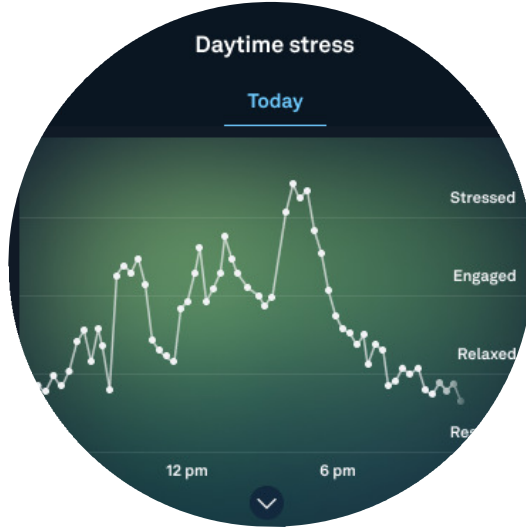 Daytime stress
Today
Stressed
Engaged
Relaxed
12 pm
6 pm